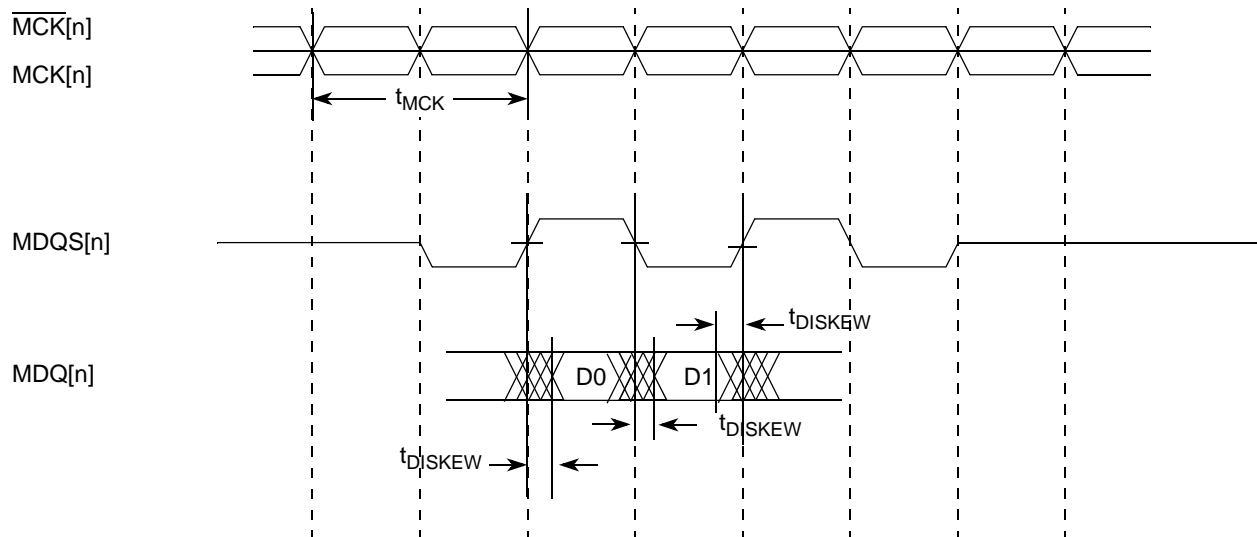 MCK[n]
MCK[n]
tMCK
MDQS[n]
tDISKEW
MDQ[n]
D0 D1
tDISKEW
tDISKEW